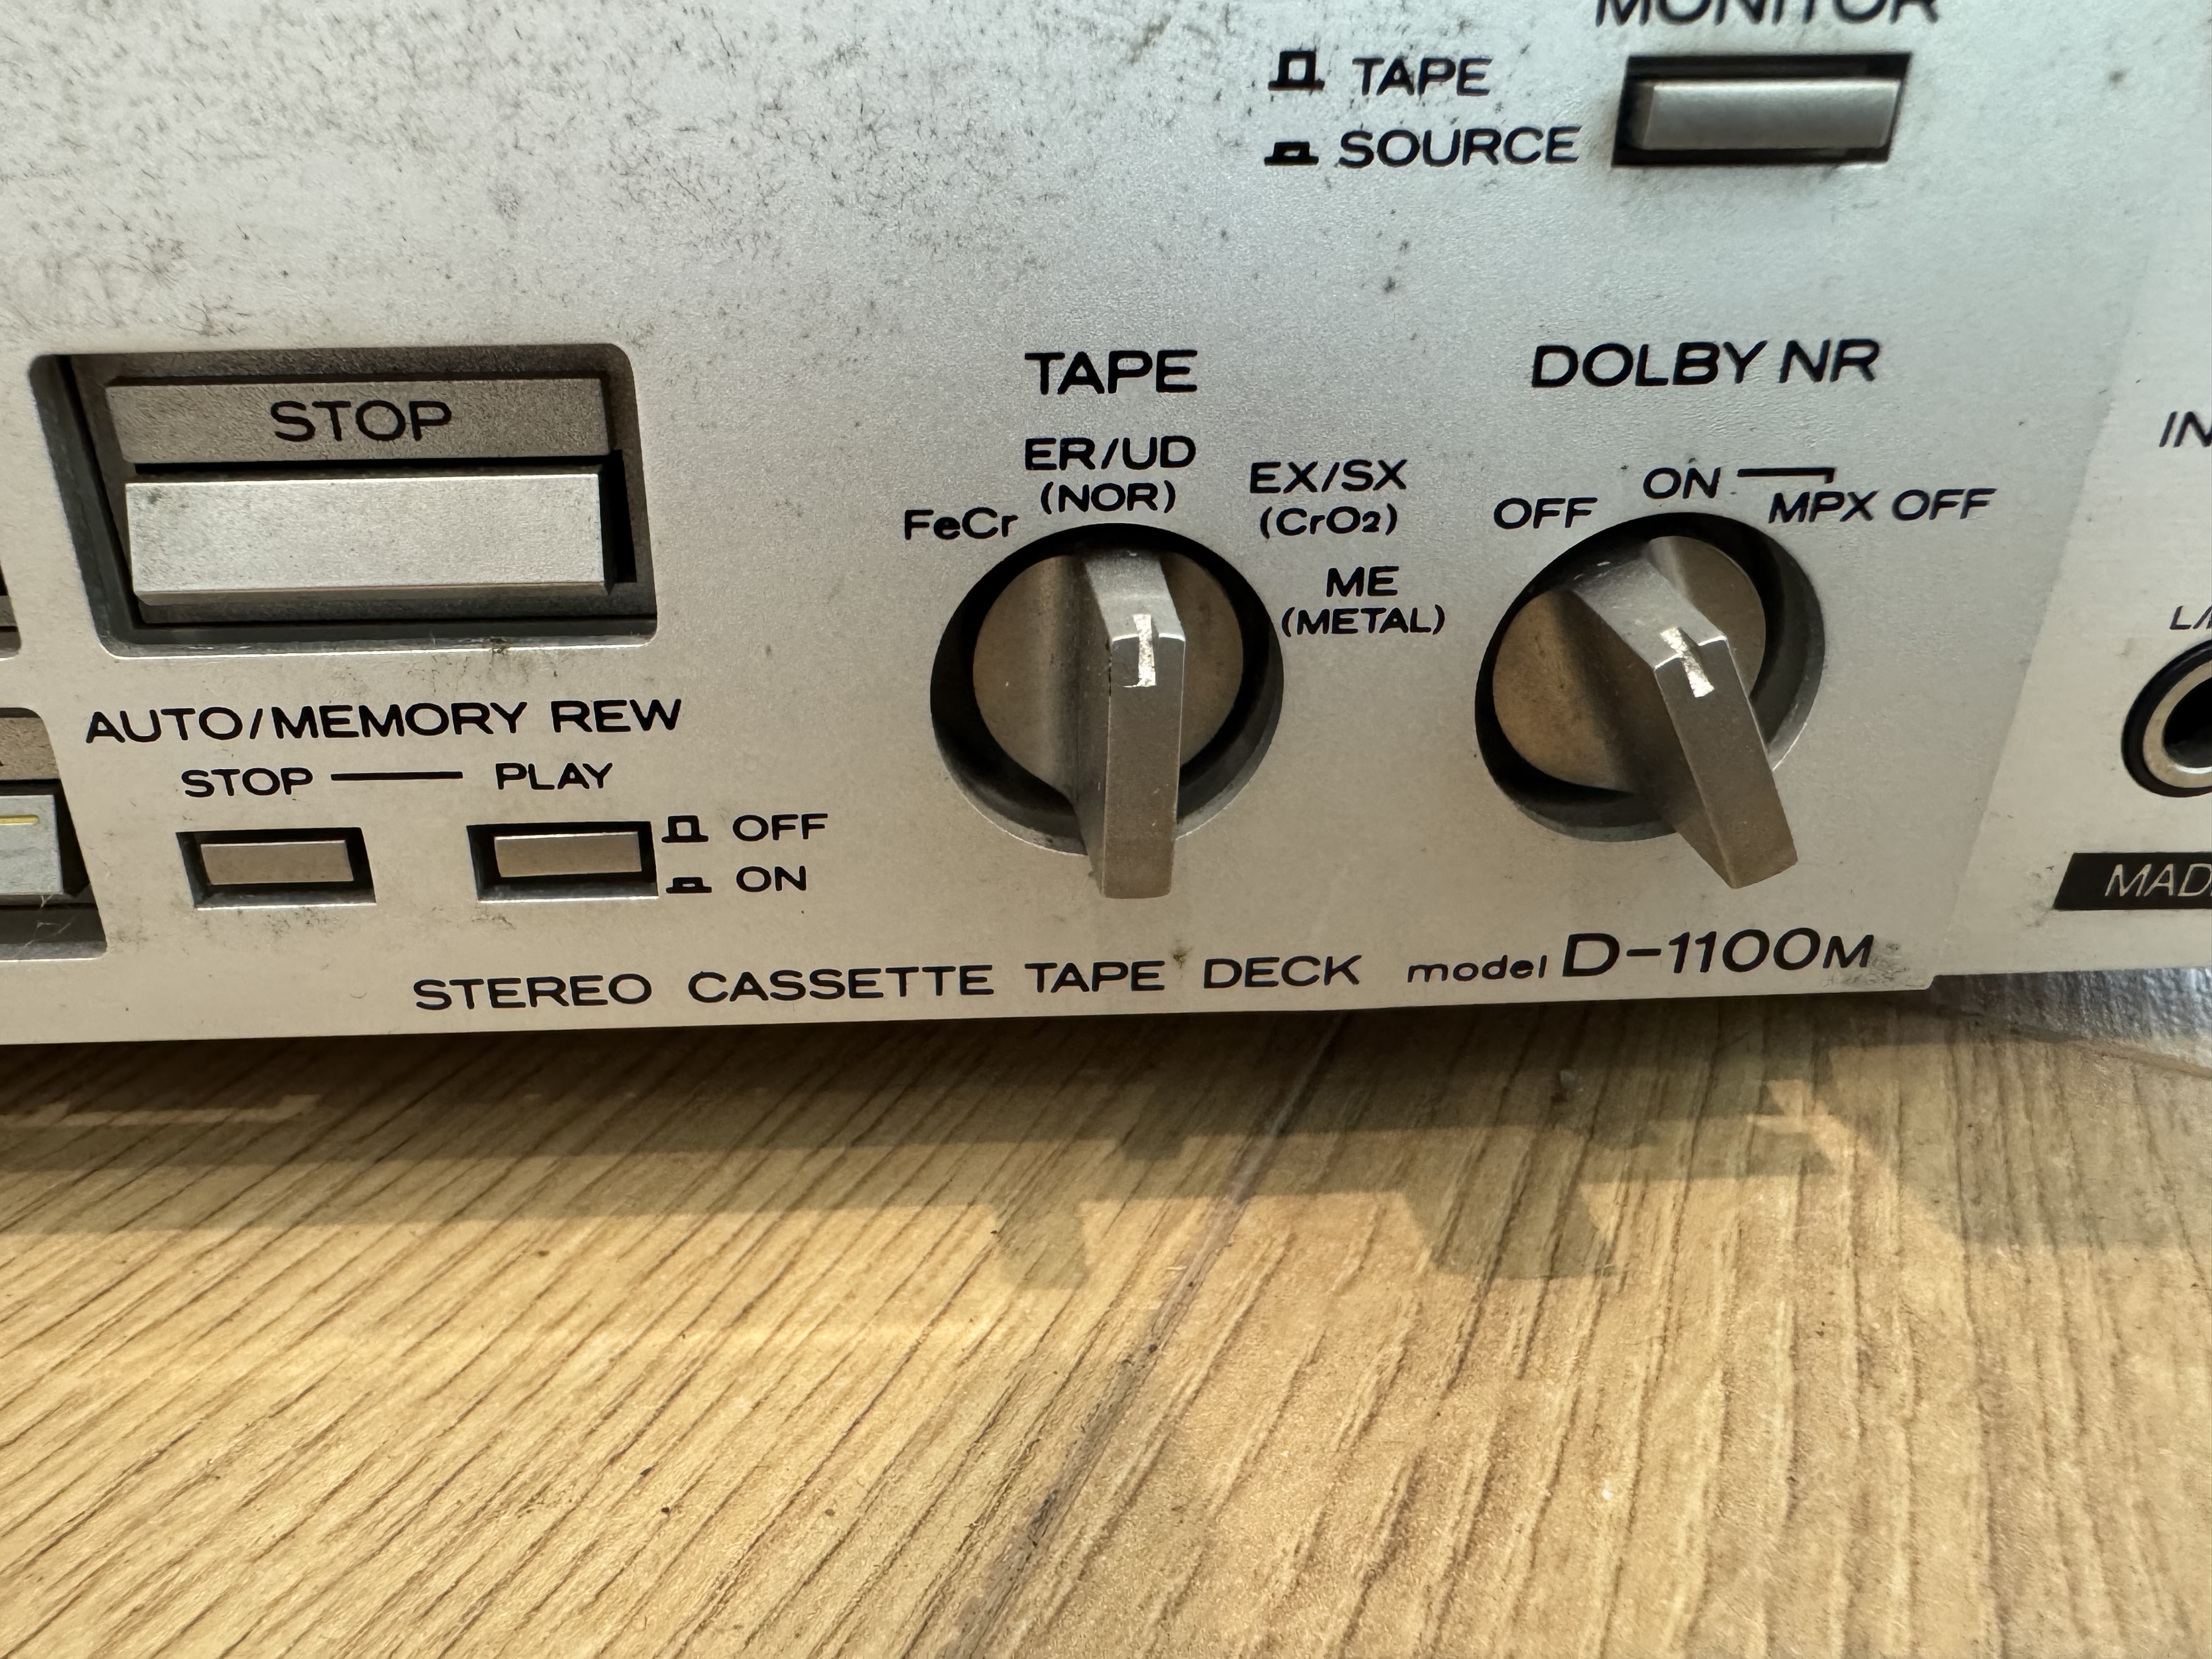 MONITOR
TAPE
SOURCE
STOP
TAPE
DOLBY NR
FeCr
ER/UD
(NOR)
EX/SX
(CrO2)
ME
(METAL)
OFF
ON
MPX OFF
AUTO/MEMORY REW
STOP
PLAY
OFF
ON
STEREO CASSETTE TAPE DECK model D-1100M